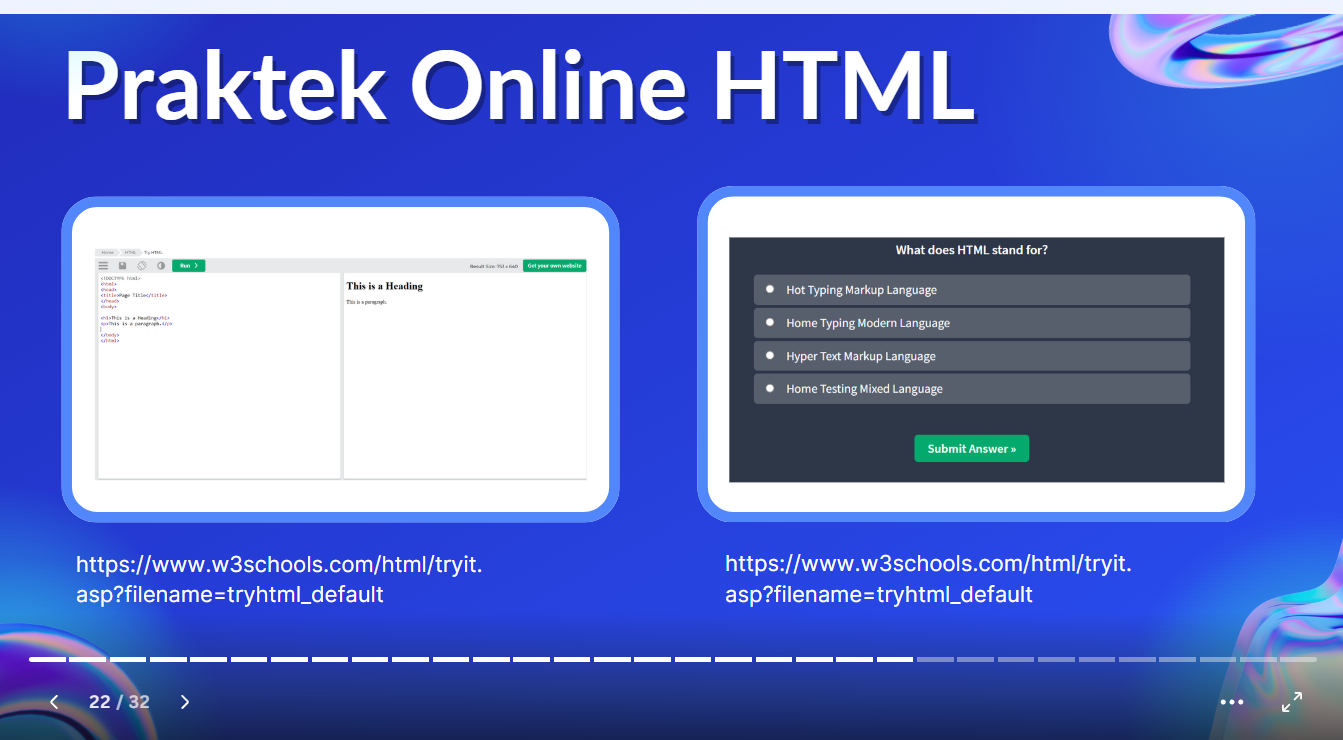 Praktek Online HTML
Home
HTML
Try HTML
Run ❯
Result Size: 751 x 640
Get your own website
<!DOCTYPE html>
<html>
<head>
<title>Page Title</title>
</head>
<body>
<h1>This is a Heading</h1>
<p>This is a paragraph.</p>
</body>
</html>
This is a Heading
This is a paragraph.
What does HTML stand for?
Hot Typing Markup Language
Home Typing Modern Language
Hyper Text Markup Language
Home Testing Mixed Language
Submit Answer »
https://www.w3schools.com/html/tryit.
asp?filename=tryhtml_default
https://www.w3schools.com/html/tryit.
asp?filename=tryhtml_default
22 / 32